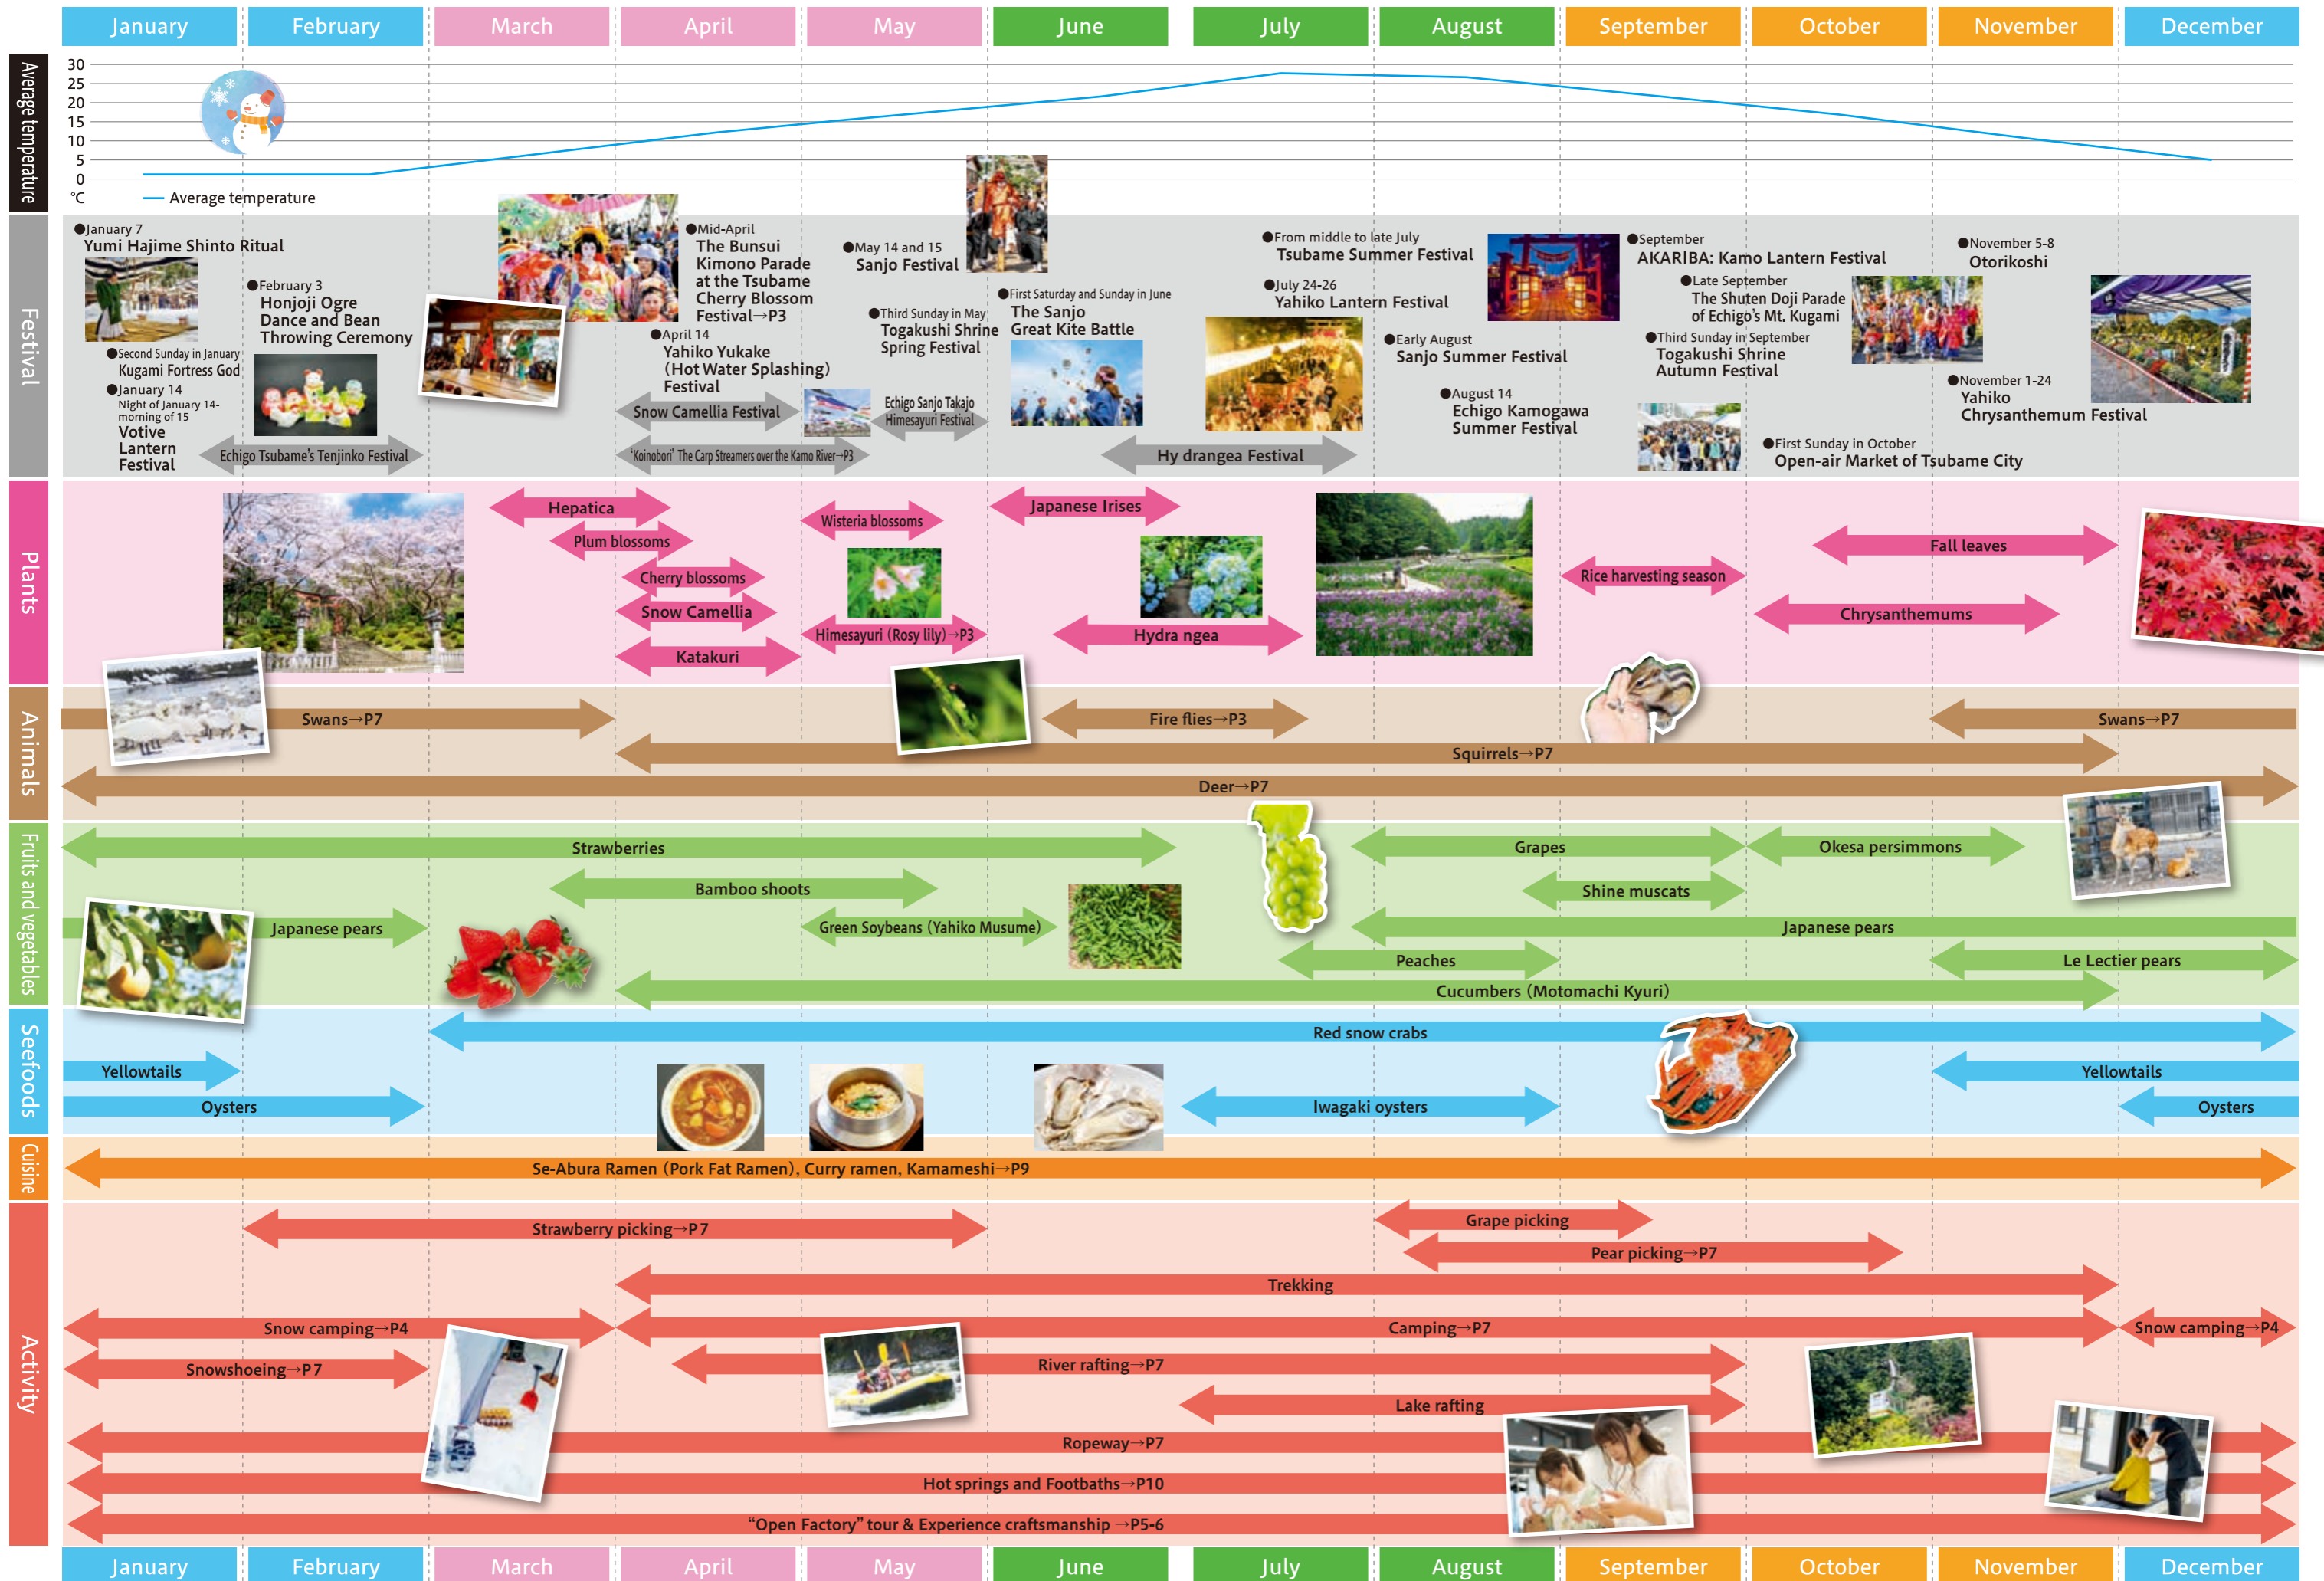 January February March April May June July August September October November December
Average temperature
30
25
20
15
10
5
0
℃
Average temperature
Festival
●January 7
Yumi Hajime Shinto Ritual
●Second Sunday in January
Kugami Fortress God
●January 14
Night of January 14-
morning of 15
Votive
Lantern
Festival
●February 3
Honjoji Ogre
Dance and Bean
Throwing Ceremony
Echigo Tsubame's Tenjinko Festival
●Mid-April
The Bunsui
Kimono Parade
at the Tsubame
Cherry Blossom
Festival→P3
●April 14
Yahiko Yukake
(Hot Water Splashing)
Festival
Snow Camellia Festival
'Koinobori' The Carp Streamers over the Kamo River→P3
●May 14 and 15
Sanjo Festival
●Third Sunday in May
Togakushi Shrine
Spring Festival
Echigo Sanjo Takajo
Himesayuri Festival
●First Saturday and Sunday in June
The Sanjo
Great Kite Battle
Hy drangea Festival
●From middle to late July
Tsubame Summer Festival
●July 24-26
Yahiko Lantern Festival
●Early August
Sanjo Summer Festival
●August 14
Echigo Kamogawa
Summer Festival
●September
AKARIBA: Kamo Lantern Festival
●Late September
The Shuten Doji Parade
of Echigo's Mt. Kugami
●Third Sunday in September
Togakushi Shrine
Autumn Festival
●First Sunday in October
Open-air Market of Tsubame City
●November 5-8
Otorikoshi
●November 1-24
Yahiko
Chrysanthemum Festival
Plants
Hepatica
Plum blossoms
Cherry blossoms
Snow Camellia
Katakuri
Wisteria blossoms
Himesayuri (Rosy lily)→P3
Japanese Irises
Hydra ngea
Rice harvesting season
Fall leaves
Chrysanthemums
Animals
Swans→P7
Fire flies→P3
Swans→P7
Squirrels→P7
Deer→P7
Fruits and vegetables
Strawberries
Grapes
Okesa persimmons
Bamboo shoots
Shine muscats
Japanese pears
Green Soybeans (Yahiko Musume)
Japanese pears
Peaches
Le Lectier pears
Cucumbers (Motomachi Kyuri)
Seefoods
Red snow crabs
Yellowtails
Yellowtails
Oysters
Iwagaki oysters
Oysters
Cuisine
Se-Abura Ramen (Pork Fat Ramen), Curry ramen, Kamameshi→P9
Activity
Strawberry picking→P7
Grape picking
Pear picking→P7
Trekking
Snow camping→P4
Camping→P7
Snow camping→P4
Snowshoeing→P7
River rafting→P7
Lake rafting
Ropeway→P7
Hot springs and Footbaths→P10
“Open Factory” tour & Experience craftsmanship →P5-6
January February March April May June July August September October November December